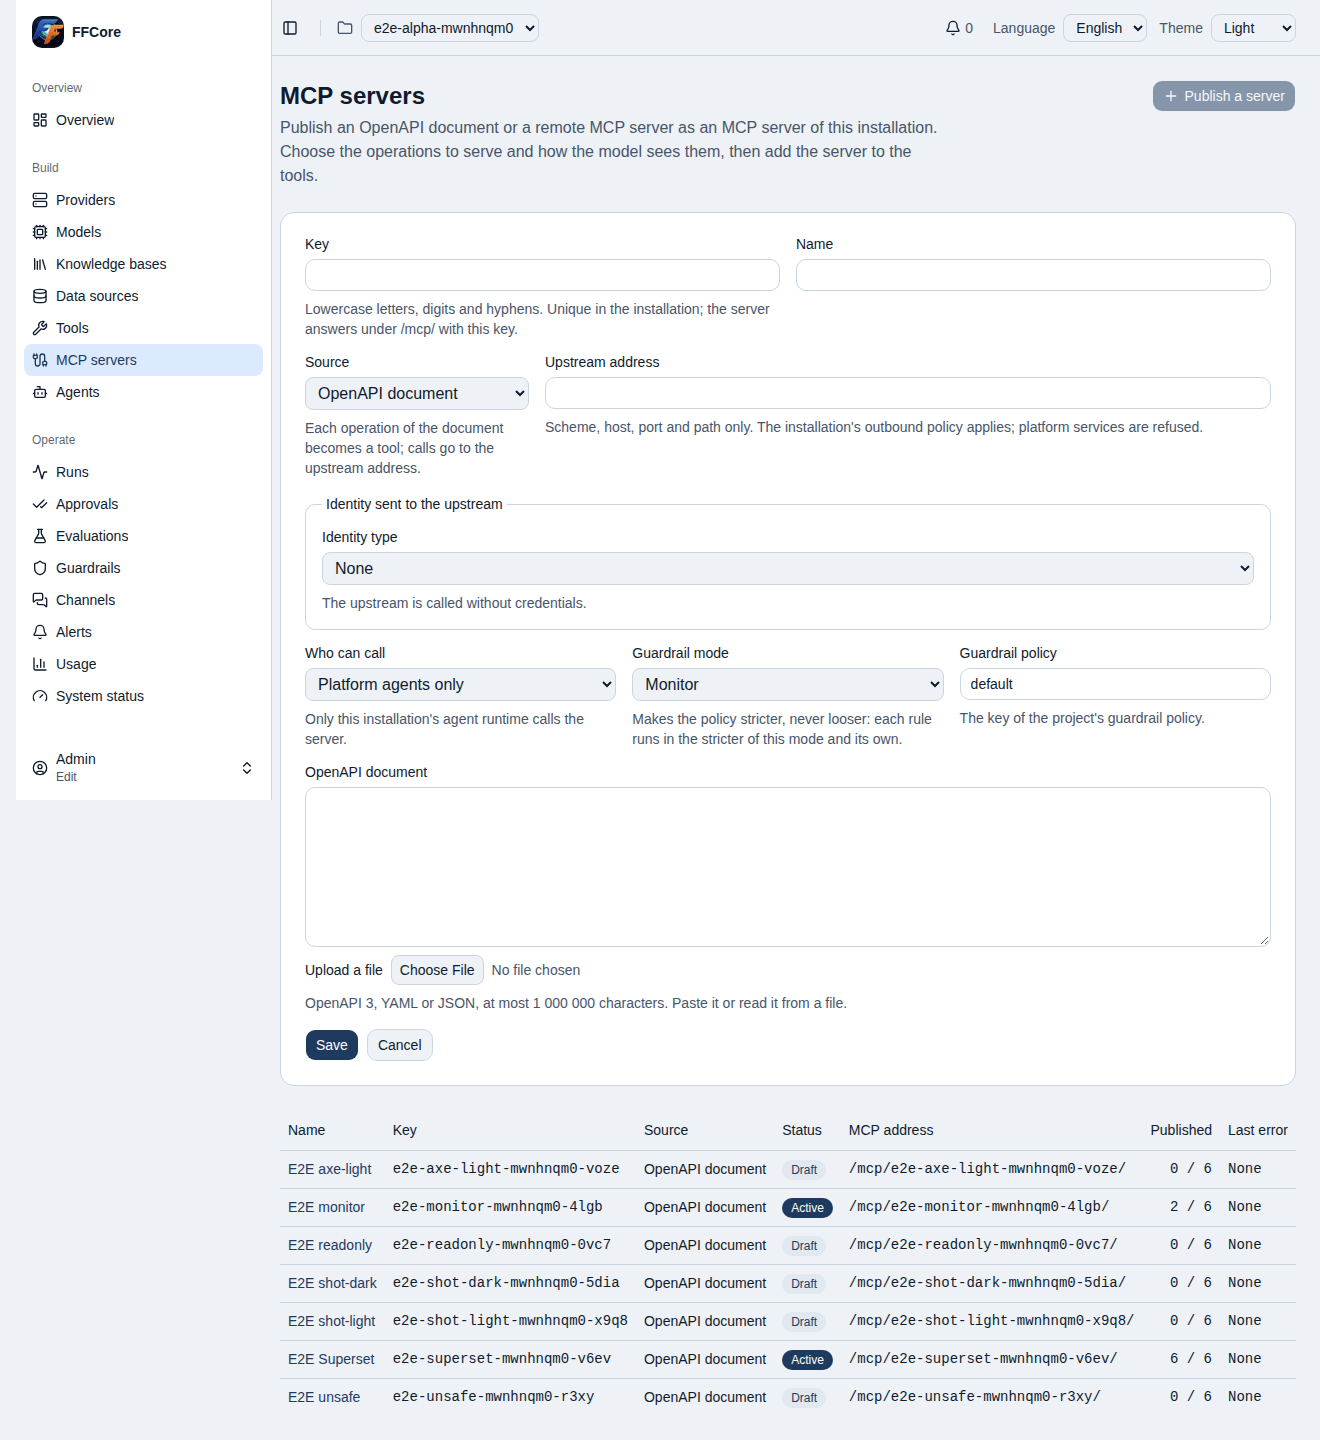 FFCore
Overview
Overview
Build
Providers
Models
Knowledge bases
Data sources
Tools
MCP servers
Agents
Operate
Runs
Approvals
Evaluations
Guardrails
Channels
Alerts
Usage
System status
Admin
Edit
e2e-alpha-mwnhnqm0
0
Language English Theme Light
MCP servers
Publish a server
Publish an OpenAPI document or a remote MCP server as an MCP server of this installation.
Choose the operations to serve and how the model sees them, then add the server to the
tools.
Key Name
Lowercase letters, digits and hyphens. Unique in the installation; the server
answers under /mcp/ with this key.
Source Upstream address
OpenAPI document
Each operation of the document
becomes a tool; calls go to the
upstream address.
Scheme, host, port and path only. The installation's outbound policy applies; platform services are refused.
Identity sent to the upstream
Identity type
None
The upstream is called without credentials.
Who can call Guardrail mode Guardrail policy
Platform agents only Monitor default
Only this installation's agent runtime calls the
server.
Makes the policy stricter, never looser: each rule
runs in the stricter of this mode and its own.
The key of the project's guardrail policy.
OpenAPI document
Upload a file Choose File No file chosen
OpenAPI 3, YAML or JSON, at most 1 000 000 characters. Paste it or read it from a file.
Save Cancel
Name Key Source Status MCP address Published Last error
E2E axe-light e2e-axe-light-mwnhnqm0-voze OpenAPI document Draft /mcp/e2e-axe-light-mwnhnqm0-voze/ 0 / 6 None
E2E monitor e2e-monitor-mwnhnqm0-4lgb OpenAPI document Active /mcp/e2e-monitor-mwnhnqm0-4lgb/ 2 / 6 None
E2E readonly e2e-readonly-mwnhnqm0-0vc7 OpenAPI document Draft /mcp/e2e-readonly-mwnhnqm0-0vc7/ 0 / 6 None
E2E shot-dark e2e-shot-dark-mwnhnqm0-5dia OpenAPI document Draft /mcp/e2e-shot-dark-mwnhnqm0-5dia/ 0 / 6 None
E2E shot-light e2e-shot-light-mwnhnqm0-x9q8 OpenAPI document Draft /mcp/e2e-shot-light-mwnhnqm0-x9q8/ 0 / 6 None
E2E Superset e2e-superset-mwnhnqm0-v6ev OpenAPI document Active /mcp/e2e-superset-mwnhnqm0-v6ev/ 6 / 6 None
E2E unsafe e2e-unsafe-mwnhnqm0-r3xy OpenAPI document Draft /mcp/e2e-unsafe-mwnhnqm0-r3xy/ 0 / 6 None